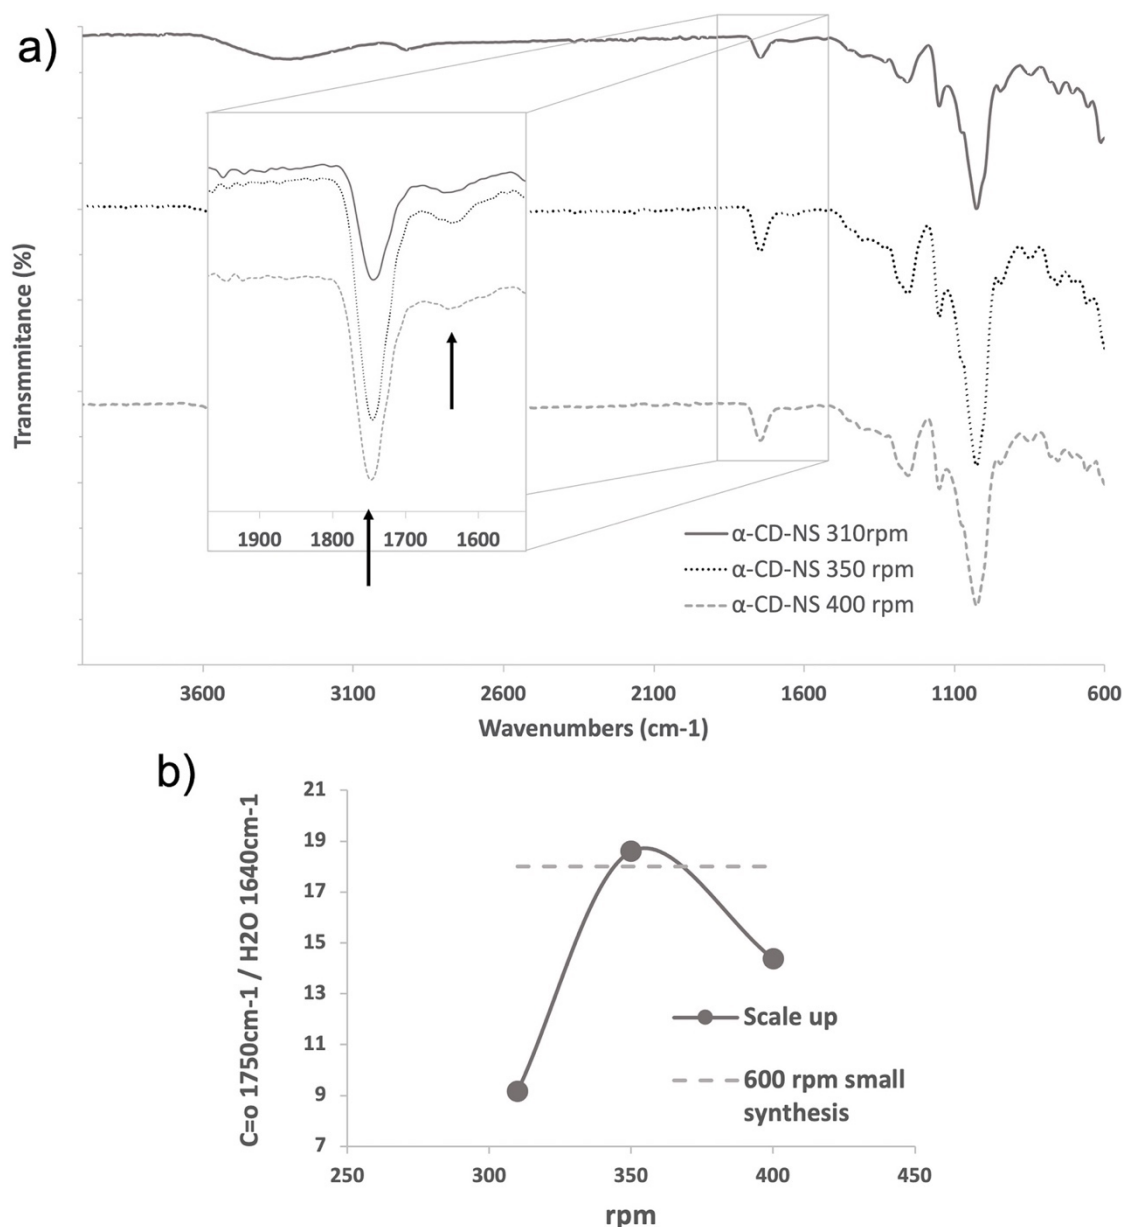 a)
Transmmitance (%)
1900 1800 1700 1600
α-CD-NS 310rpm
α-CD-NS 350 rpm
α-CD-NS 400 rpm
3600 3100 2600 2100 1600 1100 600
Wavenumbers (cm-1)
b)
C=o 1750cm-1 / H2O 1640cm-1
21
19
17
15
13
11
9
7
Scale up
600 rpm small
synthesis
250 300 350 400 450
rpm